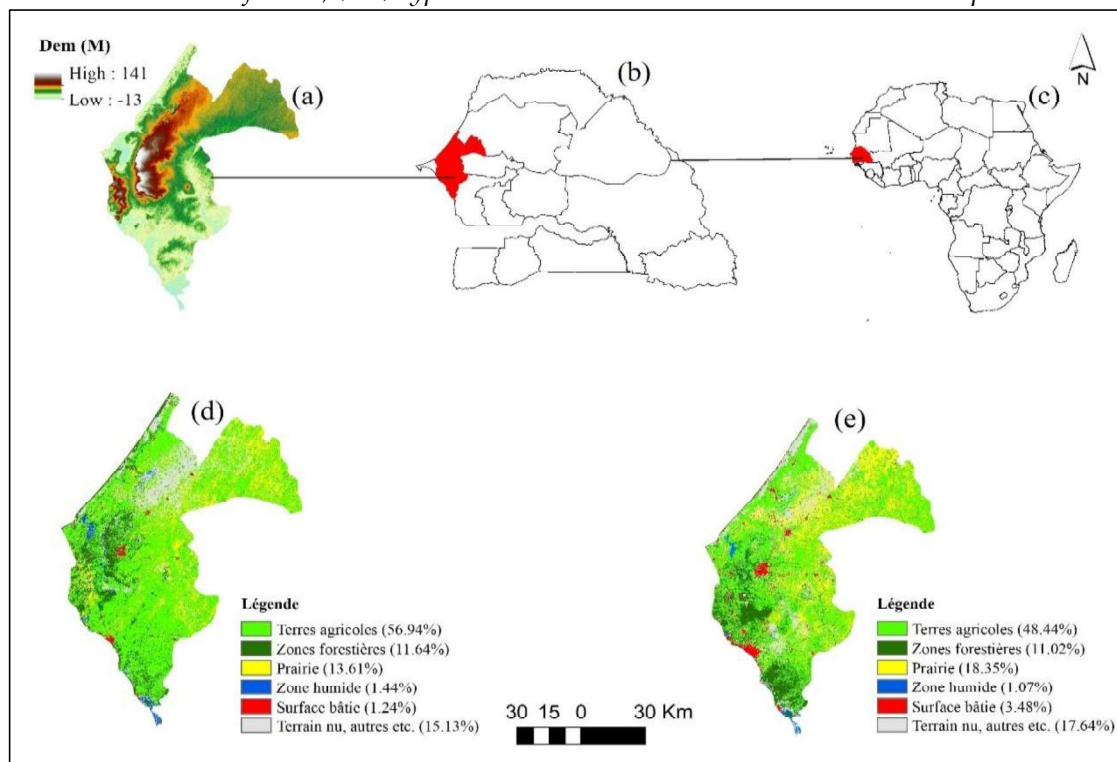 Dem (M)
High : 141
Low : -13
(a)
(b)
(c)
N
(d)
(e)
Légende
Terres agricoles (56.94%)
Zones forestières (11.64%)
Prairie (13.61%)
Zone humide (1.44%)
Surface bâtie (1.24%)
Terrain nu, autres etc. (15.13%)
30 15 0 30 Km
Légende
Terres agricoles (48.44%)
Zones forestières (11.02%)
Prairie (18.35%)
Zone humide (1.07%)
Surface bâtie (3.48%)
Terrain nu, autres etc. (17.64%)